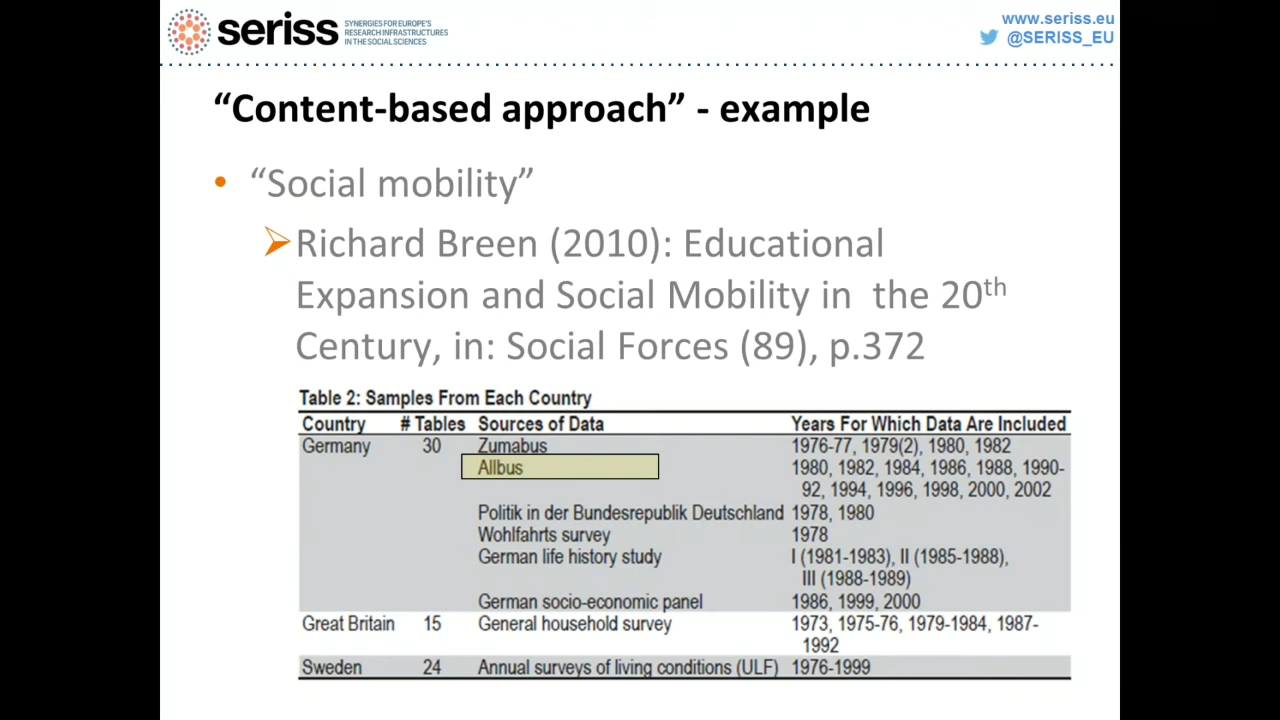 seriss
SYNERGIES FOR EUROPE'S
RESEARCH INFRASTRUCTURES
IN THE SOCIAL SCIENCES
www.seriss.eu
@SERISS_EU
“Content-based approach” - example
• “Social mobility”
➢Richard Breen (2010): Educational
Expansion and Social Mobility in the 20th
Century, in: Social Forces (89), p.372
Table 2: Samples From Each Country
Country # Tables Sources of Data Years For Which Data Are Included
Germany 30 Zumabus 1976-77, 1979(2), 1980, 1982
Allbus 1980, 1982, 1984, 1986, 1988, 1990-
92, 1994, 1996, 1998, 2000, 2002
Politik in der Bundesrepublik Deutschland 1978, 1980
Wohlfahrts survey 1978
German life history study I (1981-1983), II (1985-1988),
III (1988-1989)
German socio-economic panel 1986, 1999, 2000
Great Britain 15 General household survey 1973, 1975-76, 1979-1984, 1987-
1992
Sweden 24 Annual surveys of living conditions (ULF) 1976-1999